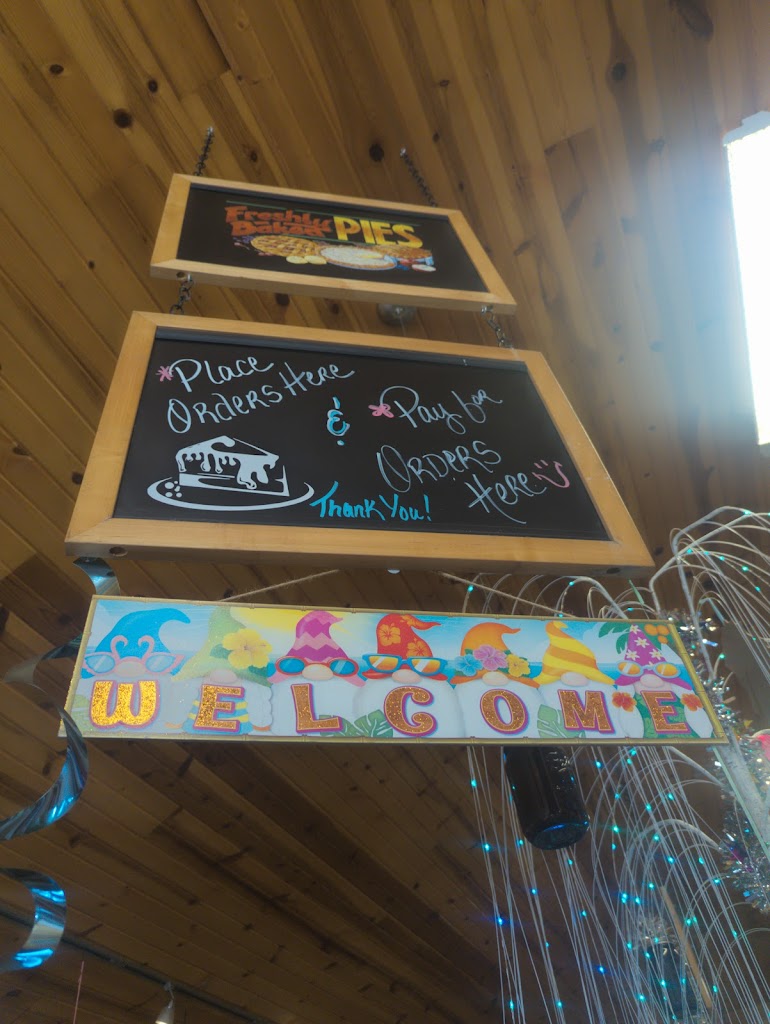 Freshly
Baked PIES
*Place
Orders Here
&
*Pay for
ORDERS
Here
Thank You!
WELCOME